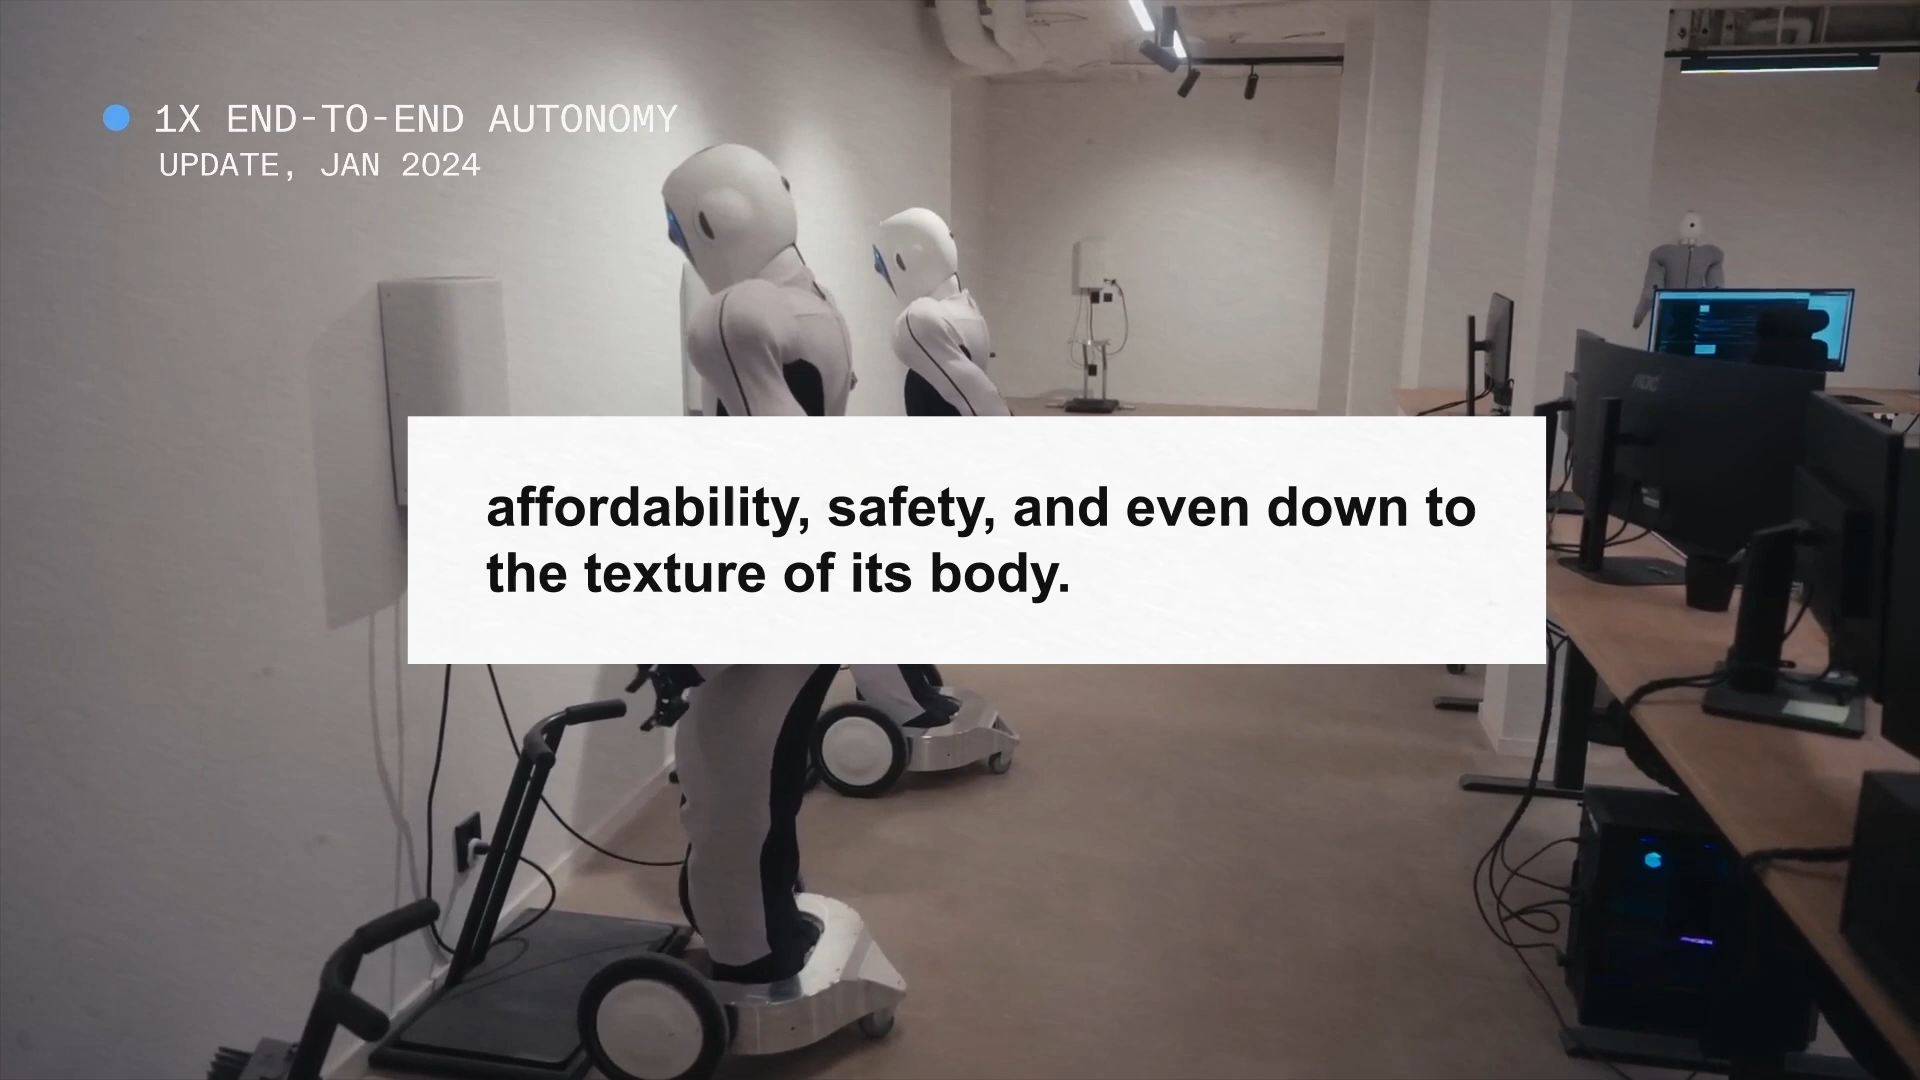 1X END-TO-END AUTONOMY
UPDATE, JAN 2024
affordability, safety, and even down to
the texture of its body.
AOC